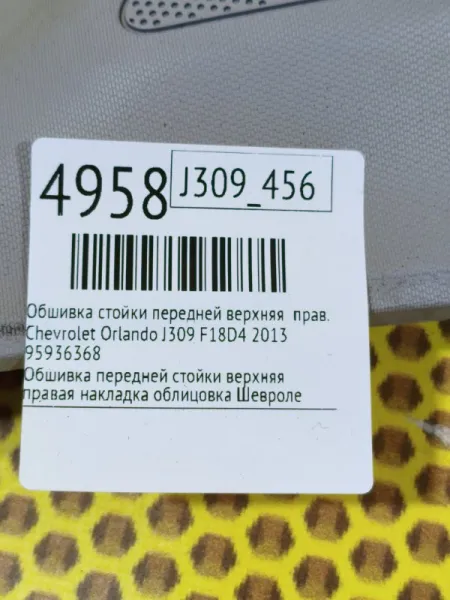 4958 J309_456
Обшивка стойки передней верхняя прав.
Chevrolet Orlando J309 F18D4 2013
95936368
Обшивка передней стойки верхняя
правая накладка облицовка Шевроле